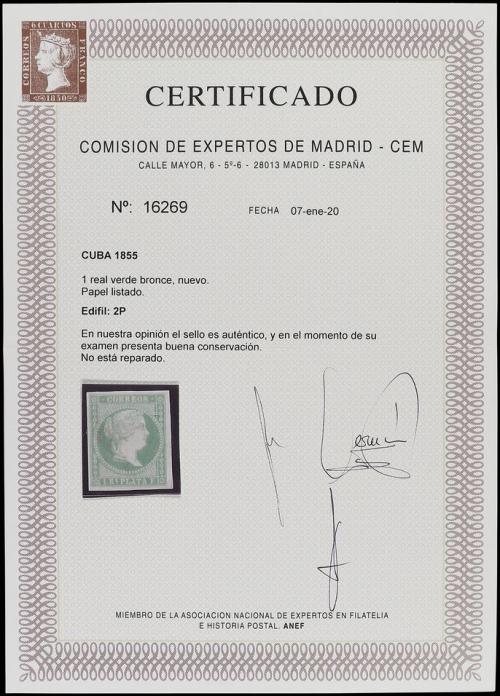 6 CUARTOS
CORREOS
FRANCO
1850
CERTIFICADO
COMISION DE EXPERTOS DE MADRID - CEM
CALLE MAYOR, 6 - 5º-6 - 28013 MADRID - ESPAÑA
Nº: 16269 FECHA 07-ene-20
CUBA 1855
1 real verde bronce, nuevo.
Papel listado.
Edifil: 2P
En nuestra opinión el sello es auténtico, y en el momento de su
examen presenta buena conservación.
No está reparado.
CORREOS
1 RL PLATA F
MIEMBRO DE LA ASOCIACION NACIONAL DE EXPERTOS EN FILATELIA
E HISTORIA POSTAL. ANEF